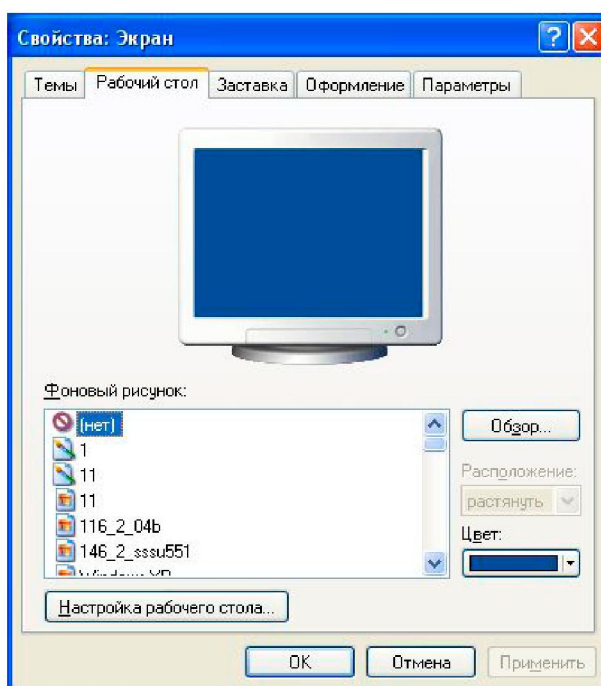 Свойства: Экран
Темы Рабочий стол Заставка Оформление Параметры
Фоновый рисунок:
(нет)
1
11
11
116_2_04b
146_2_sssu551
Обзор...
Расположение:
растянуть
Цвет:
Настройка рабочего стола...
ОК Отмена Применить